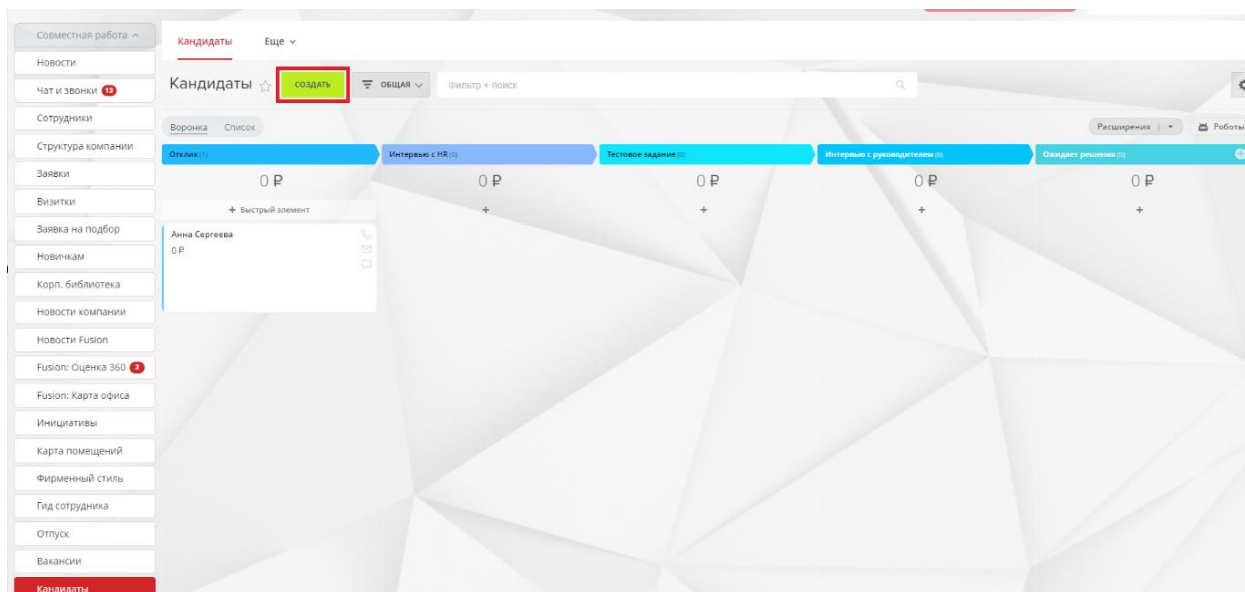 Совместная работа
Новости
Чат и звонки 13
Сотрудники
Структура компании
Заявки
Визитки
Заявка на подбор
Новичкам
Корп. библиотека
Новости компании
Новости Fusion
Fusion: Оценка 360 2
Fusion: Карта офиса
Инициативы
Карта помещений
Фирменный стиль
Гид сотрудника
Отпуск
Вакансии
Кандидаты
Кандидаты Еще
Кандидаты СОЗДАТЬ ОБЩАЯ Фильтр + поиск
Воронка Список Расширения Роботы
Отклик (1) Интервью с HR (0) Тестовое задание (0) Интервью с руководителем (0) Ожидает решения (0)
0 ₽ 0 ₽ 0 ₽ 0 ₽ 0 ₽
+ Быстрый элемент + + + +
Анна Сергеева
0 ₽